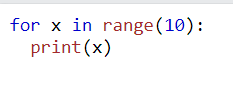 for x in range(10):
  print(x)